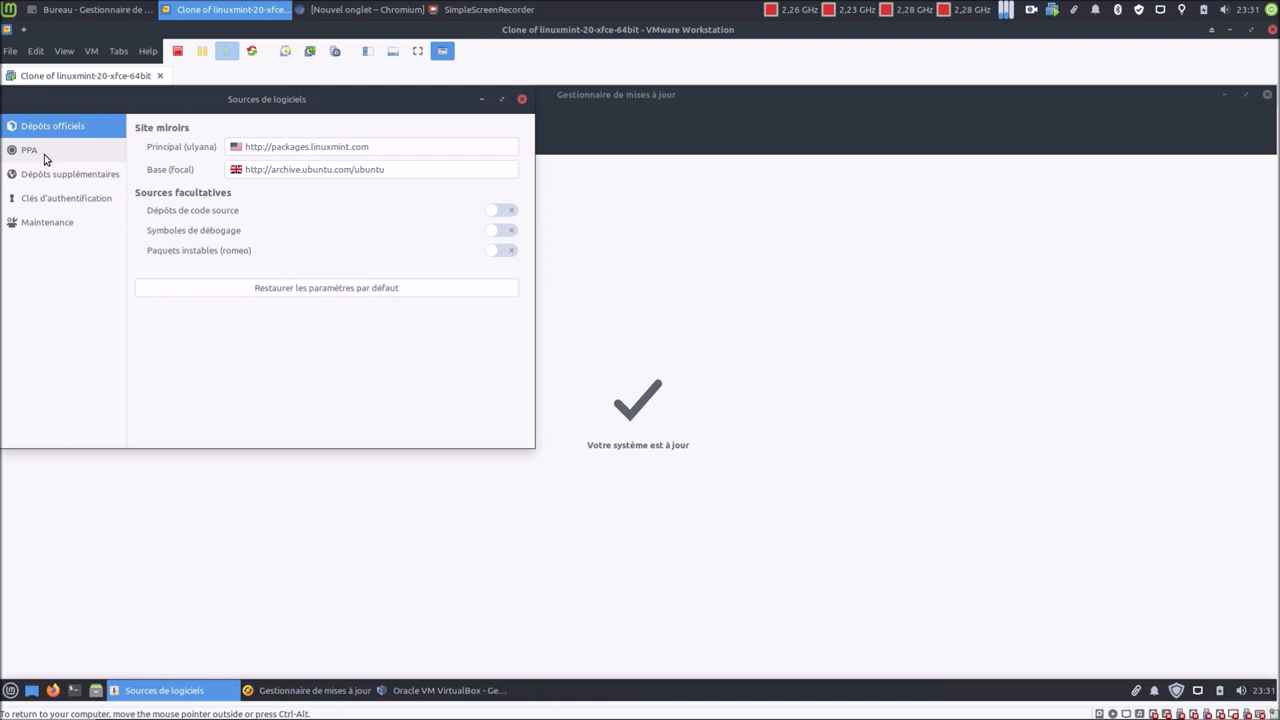 Bureau - Gestionnaire de ...
Clone of linuxmint-20-xfce...
[Nouvel onglet – Chromium]
SimpleScreenRecorder
2,26 GHz
2,23 GHz
2,28 GHz
2,28 GHz
23:31
Clone of linuxmint-20-xfce-64bit - VMware Workstation
File Edit View VM Tabs Help
Clone of linuxmint-20-xfce-64bit
Sources de logiciels
Gestionnaire de mises à jour
Dépôts officiels
PPA
Dépôts supplémentaires
Clés d'authentification
Maintenance
Site miroirs
Principal (ulyana) http://packages.linuxmint.com
Base (focal) http://archive.ubuntu.com/ubuntu
Sources facultatives
Dépôts de code source
Symboles de débogage
Paquets instables (romeo)
Restaurer les paramètres par défaut
Votre système est à jour
Sources de logiciels
Gestionnaire de mises à jour
Oracle VM VirtualBox - Ge...
23:31
To return to your computer, move the mouse pointer outside or press Ctrl-Alt.